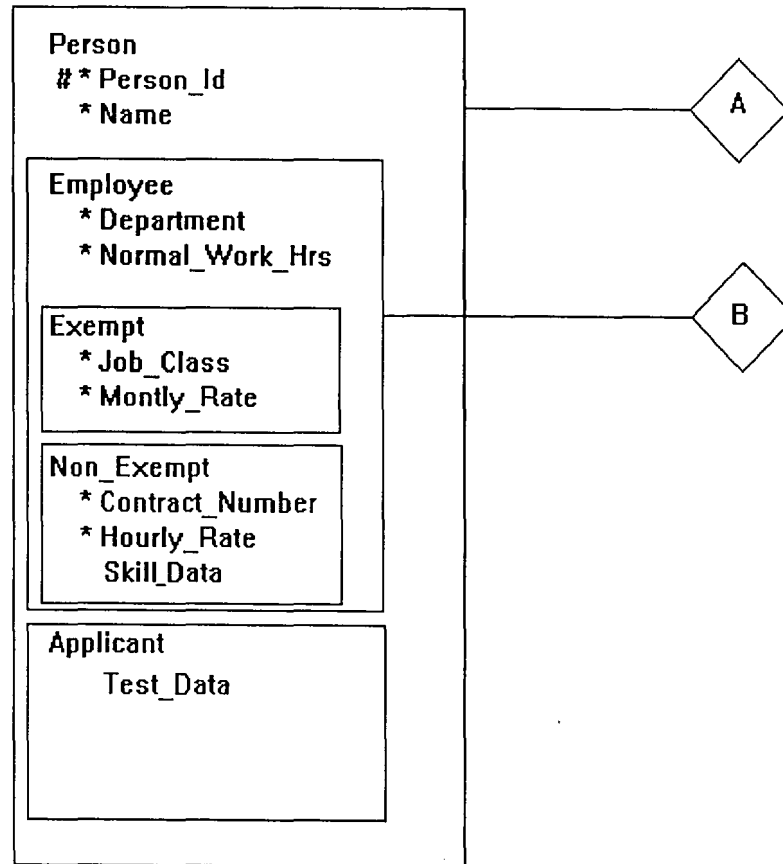 Person
# * Person_Id
* Name
A
Employee
* Department
* Normal_Work_Hrs
B
Exempt
* Job_Class
* Montly_Rate
Non_Exempt
* Contract_Number
* Hourly_Rate
Skill_Data
Applicant
Test_Data